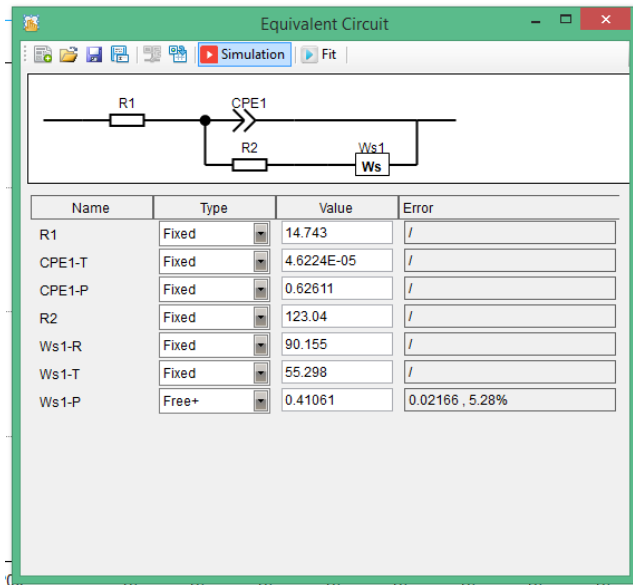 Equivalent Circuit
Simulation Fit
R1 CPE1
R2 Ws1
Ws
Name Type Value Error
R1 Fixed 14.743 /
CPE1-T Fixed 4.6224E-05 /
CPE1-P Fixed 0.62611 /
R2 Fixed 123.04 /
Ws1-R Fixed 90.155 /
Ws1-T Fixed 55.298 /
Ws1-P Free+ 0.41061 0.02166 , 5.28%